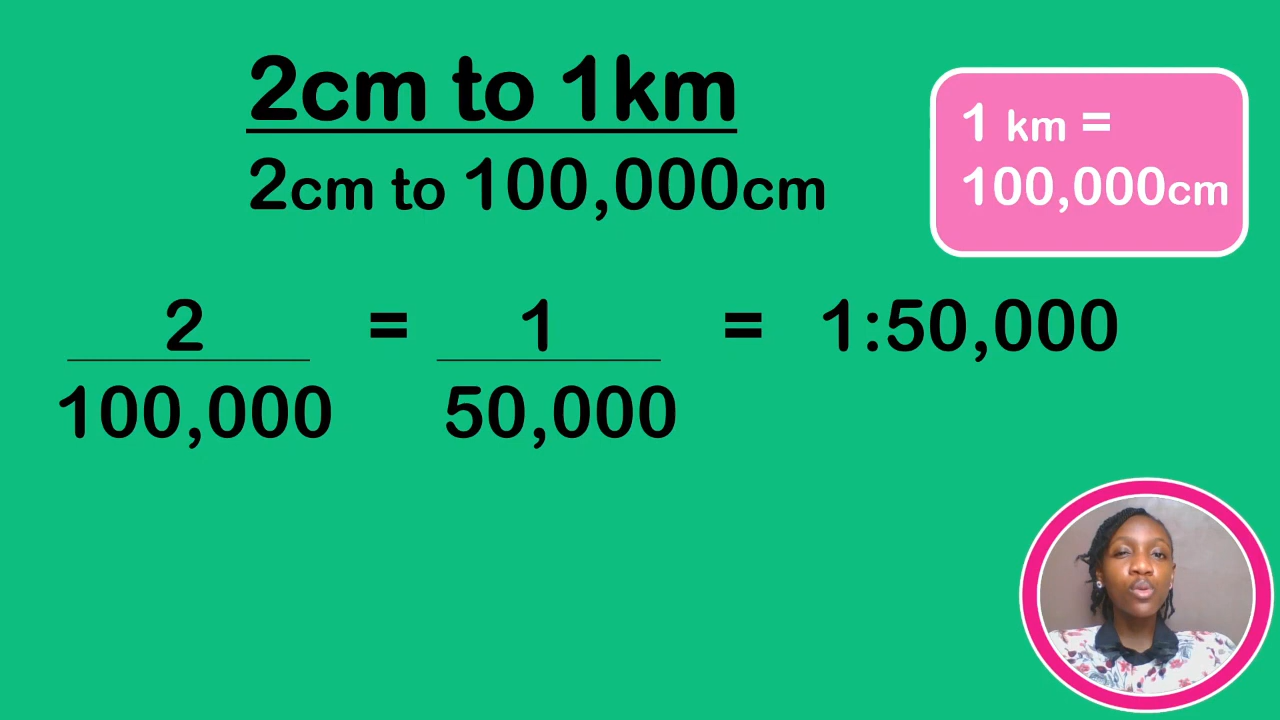 2cm to 1km
2cm to 100,000cm
1 km =
100,000cm
2 = 1 = 1:50,000
100,000 50,000